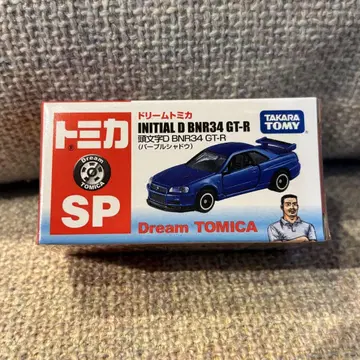 トミカ
Dream
TOMICA
SP
ドリームトミカ
INITIAL D BNR34 GT-R
頭文字D BNR34 GT-R
(パープルシャドウ)
TAKARA
TOMY
Dream TOMICA